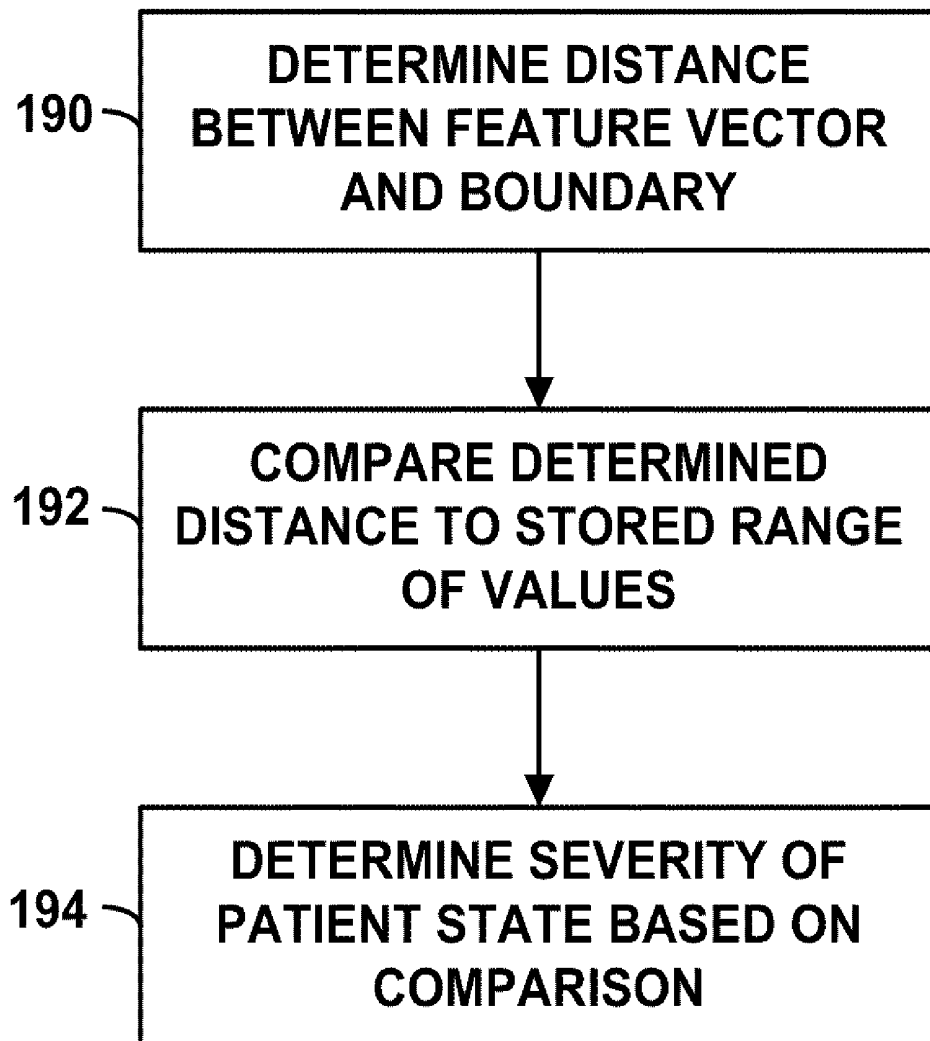 190
DETERMINE DISTANCE
BETWEEN FEATURE VECTOR
AND BOUNDARY
192
COMPARE DETERMINED
DISTANCE TO STORED RANGE
OF VALUES
194
DETERMINE SEVERITY OF
PATIENT STATE BASED ON
COMPARISON